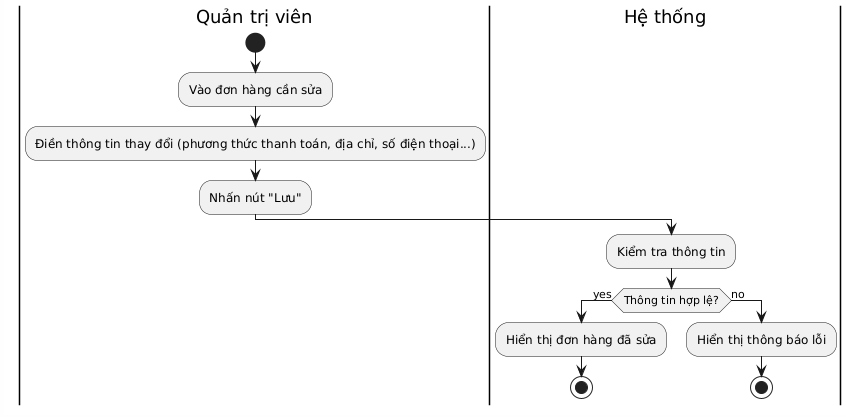 Quản trị viên
Hệ thống
Vào đơn hàng cần sửa
Điền thông tin thay đổi (phương thức thanh toán, địa chỉ, số điện thoại...)
Nhấn nút "Lưu"
Kiểm tra thông tin
yes
Thông tin hợp lệ?
no
Hiển thị đơn hàng đã sửa
Hiển thị thông báo lỗi